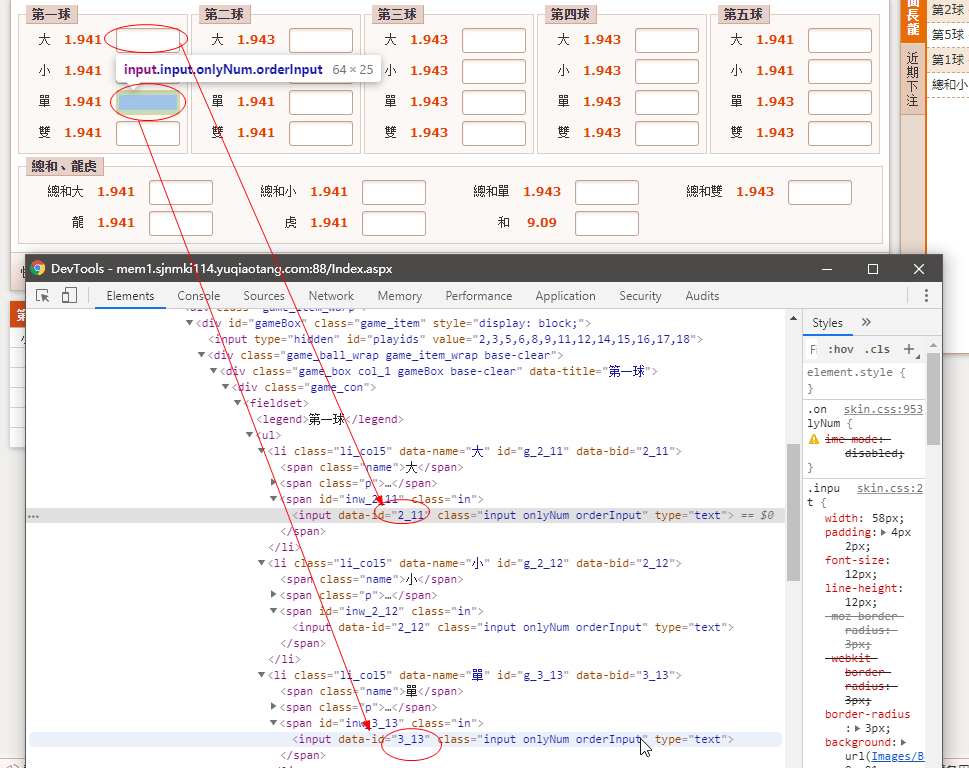 第一球 第二球 第三球 第四球 第五球
大 1.941 大 1.943 大 1.943 大 1.943 大 1.941
小 1.941 1.943 小 1.943 小 1.943 小 1.941
input.input.onlyNum.orderInput 64 × 25
單 1.941 單 1.941 單 1.943 單 1.943 單 1.943
雙 1.941 雙 1.941 雙 1.943 雙 1.943 雙 1.943
總和、龍虎
總和大 1.941 總和小 1.941 總和單 1.943 總和雙 1.943
龍 1.941 虎 1.941 和 9.09
面長龍
近期下注
第2球
第5球
第1球
總和小
DevTools - mem1.sjnmki114.yuqiaotang.com:88/Index.aspx
Elements Console Sources Network Memory Performance Application Security Audits
<div class="game_item_warp">
▼<div id="gameBox" class="game_item" style="display: block;">
<input type="hidden" id="playids" value="2,3,5,6,8,9,11,12,14,15,16,17,18">
▼<div class="game_ball_wrap game_item_wrap base-clear">
▼<div class="game_box col_1 gameBox base-clear" data-title="第一球">
▼<div class="game_con">
▼<fieldset>
<legend>第一球</legend>
▼<ul>
▼<li class="li_col5" data-name="大" id="g_2_11" data-bid="2_11">
<span class="name">大</span>
▶<span class="p">…</span>
▼<span id="inw_2_11" class="in">
<input data-id="2_11" class="input onlyNum orderInput" type="text"> == $0
</span>
</li>
▼<li class="li_col5" data-name="小" id="g_2_12" data-bid="2_12">
<span class="name">小</span>
▶<span class="p">…</span>
▼<span id="inw_2_12" class="in">
<input data-id="2_12" class="input onlyNum orderInput" type="text">
</span>
</li>
▼<li class="li_col5" data-name="單" id="g_3_13" data-bid="3_13">
<span class="name">單</span>
▶<span class="p">…</span>
▼<span id="inw_3_13" class="in">
<input data-id="3_13" class="input onlyNum orderInput" type="text">
</span>
Styles
:hov .cls +
element.style {
}
.on skin.css:953
lyNum {
ime-mode:
disabled;
}
.inpu skin.css:2
t {
width: 58px;
padding:▶ 4px
2px;
font-size:
12px;
line-height:
12px;
-moz-border-
radius:
3px;
-webkit-
border-
radius:
3px;
border-radius
:▶ 3px;
background:▶
url(Images/B